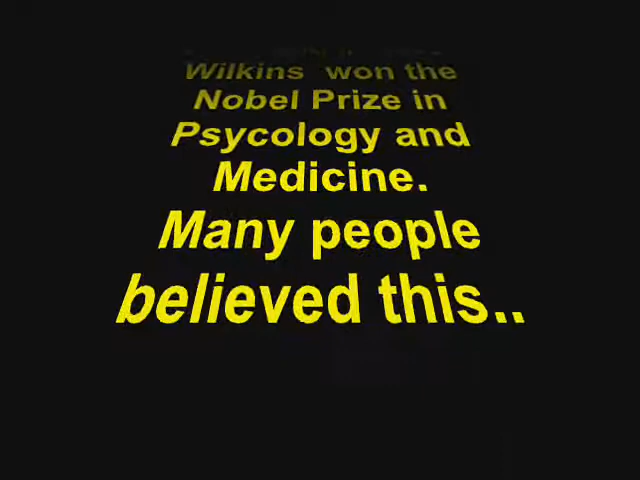 Wilkins won the
Nobel Prize in
Psycology and
Medicine.
Many people
believed this..